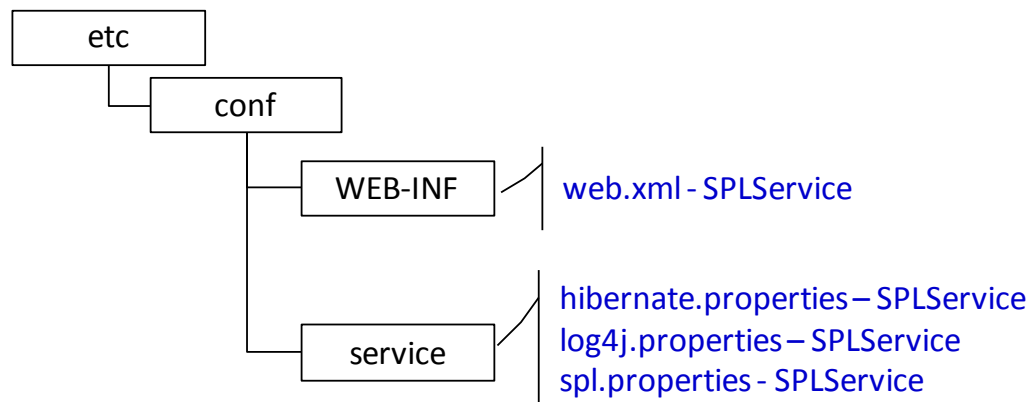 etc
conf
WEB-INF
web.xml - SPLService
hibernate.properties – SPLService
log4j.properties – SPLService
service
spl.properties - SPLService